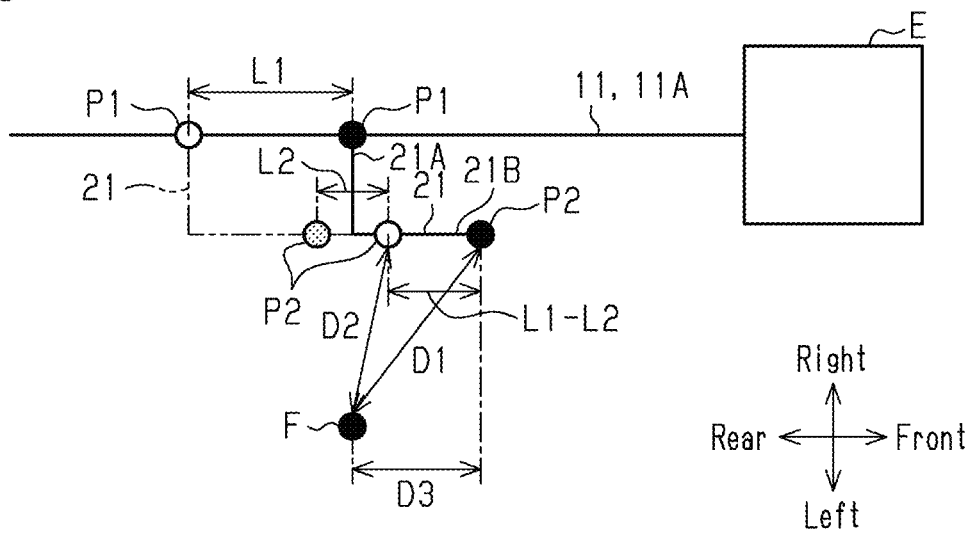 E
L1
11, 11A
P1
P1
L2
21A
21
21
21B
P2
P2
D2
L1-L2
D1
Right
F
Rear
Front
D3
Left